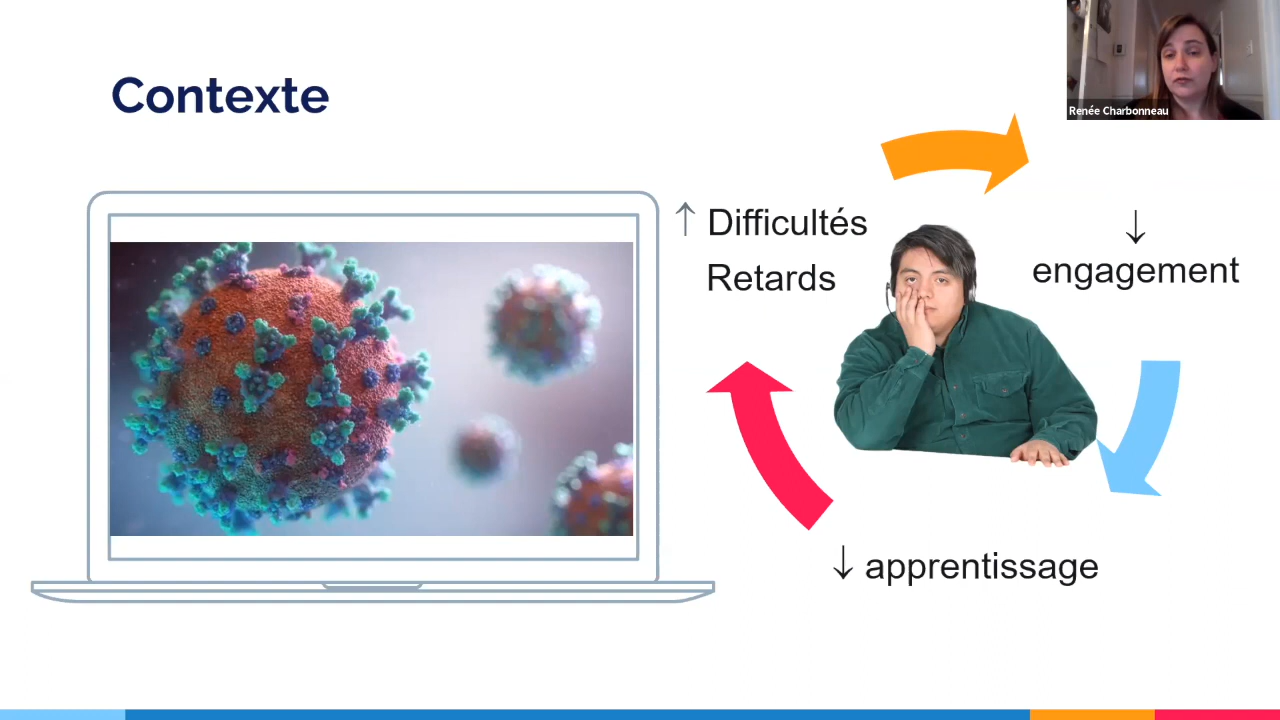 Contexte
Renée Charbonneau
↑ Difficultés
Retards
↓
engagement
↓ apprentissage